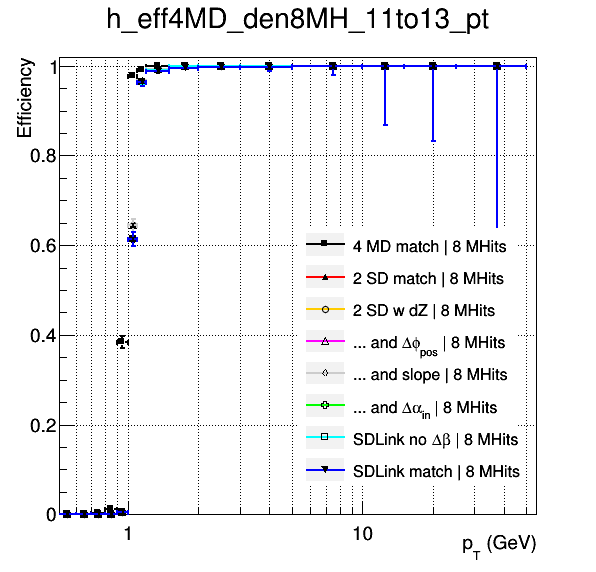 h_eff4MD_den8MH_11to13_pt
Efficiency
1
0.8
0.6
0.4
0.2
0
4 MD match | 8 MHits
2 SD match | 8 MHits
2 SD w dZ | 8 MHits
... and Δϕpos | 8 MHits
... and slope | 8 MHits
... and Δαin | 8 MHits
SDLink no Δβ | 8 MHits
SDLink match | 8 MHits
1 10
pT (GeV)